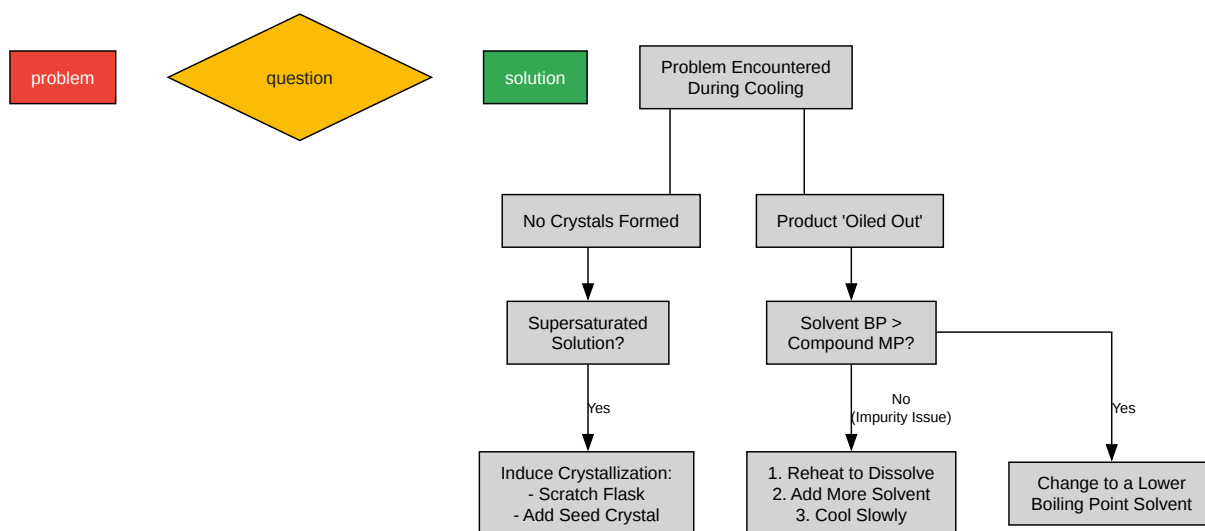 problem
question
solution
Problem Encountered
During Cooling
No Crystals Formed
Product 'Oiled Out'
Supersaturated
Solution?
Solvent BP >
Compound MP?
Yes
No
(Impurity Issue)
Yes
Induce Crystallization:
- Scratch Flask
- Add Seed Crystal
1. Reheat to Dissolve
2. Add More Solvent
3. Cool Slowly
Change to a Lower
Boiling Point Solvent